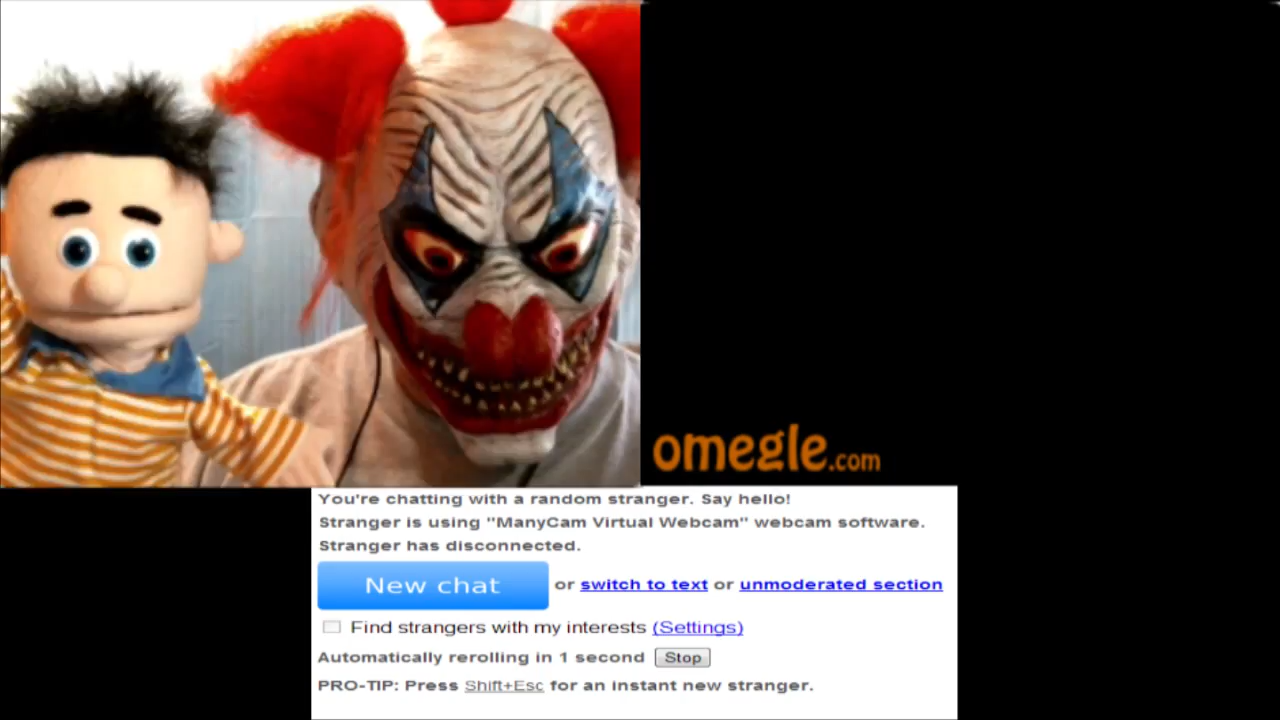 omegle.com
You're chatting with a random stranger. Say hello!
Stranger is using "ManyCam Virtual Webcam" webcam software.
Stranger has disconnected.
New chat or switch to text or unmoderated section
Find strangers with my interests (Settings)
Automatically rerolling in 1 second Stop
PRO-TIP: Press Shift+Esc for an instant new stranger.